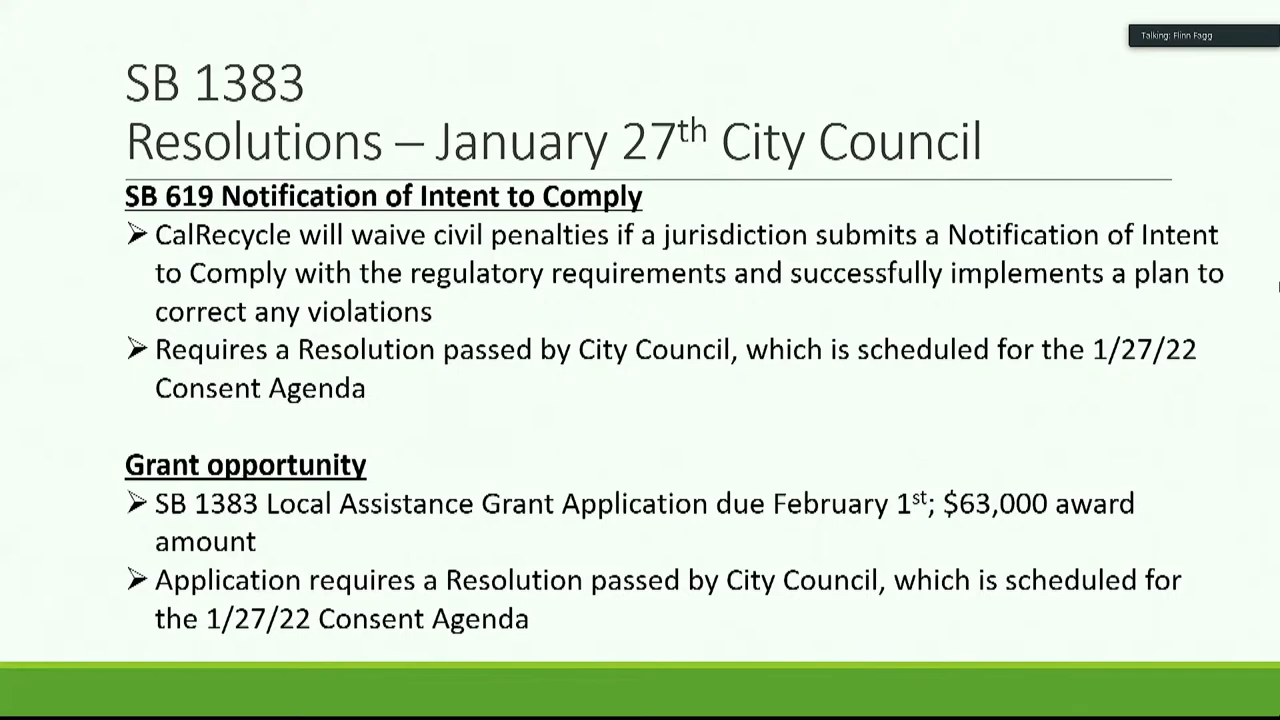 Talking: Flinn Fagg
SB 1383
Resolutions – January 27th City Council
SB 619 Notification of Intent to Comply
➢ CalRecycle will waive civil penalties if a jurisdiction submits a Notification of Intent
to Comply with the regulatory requirements and successfully implements a plan to
correct any violations
➢ Requires a Resolution passed by City Council, which is scheduled for the 1/27/22
Consent Agenda
Grant opportunity
➢ SB 1383 Local Assistance Grant Application due February 1st; $63,000 award
amount
➢ Application requires a Resolution passed by City Council, which is scheduled for
the 1/27/22 Consent Agenda